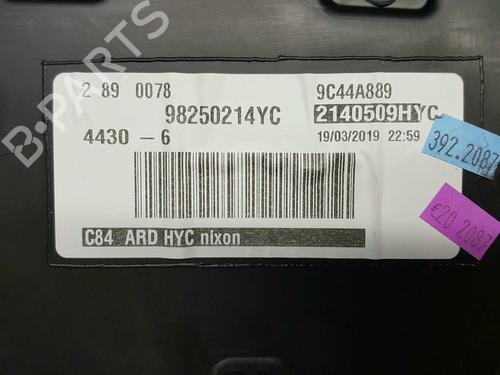 B-PARTS
2 89 0078
9C44A889
98250214YC
2140509HYC
4430 - 6
19/03/2019 22:59
392.2087
€20 2087
C84 ARD HYC nixon